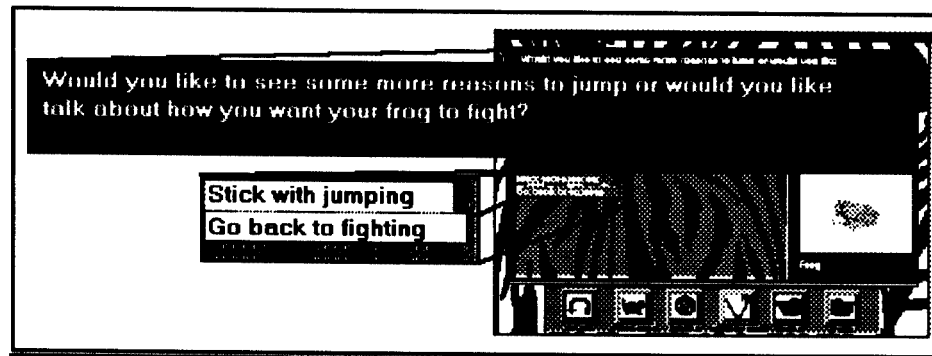 Would you like to see some more reasons to jump or would you like
talk about how you want your frog to fight?
Stick with jumping
Go back to fighting
Frog